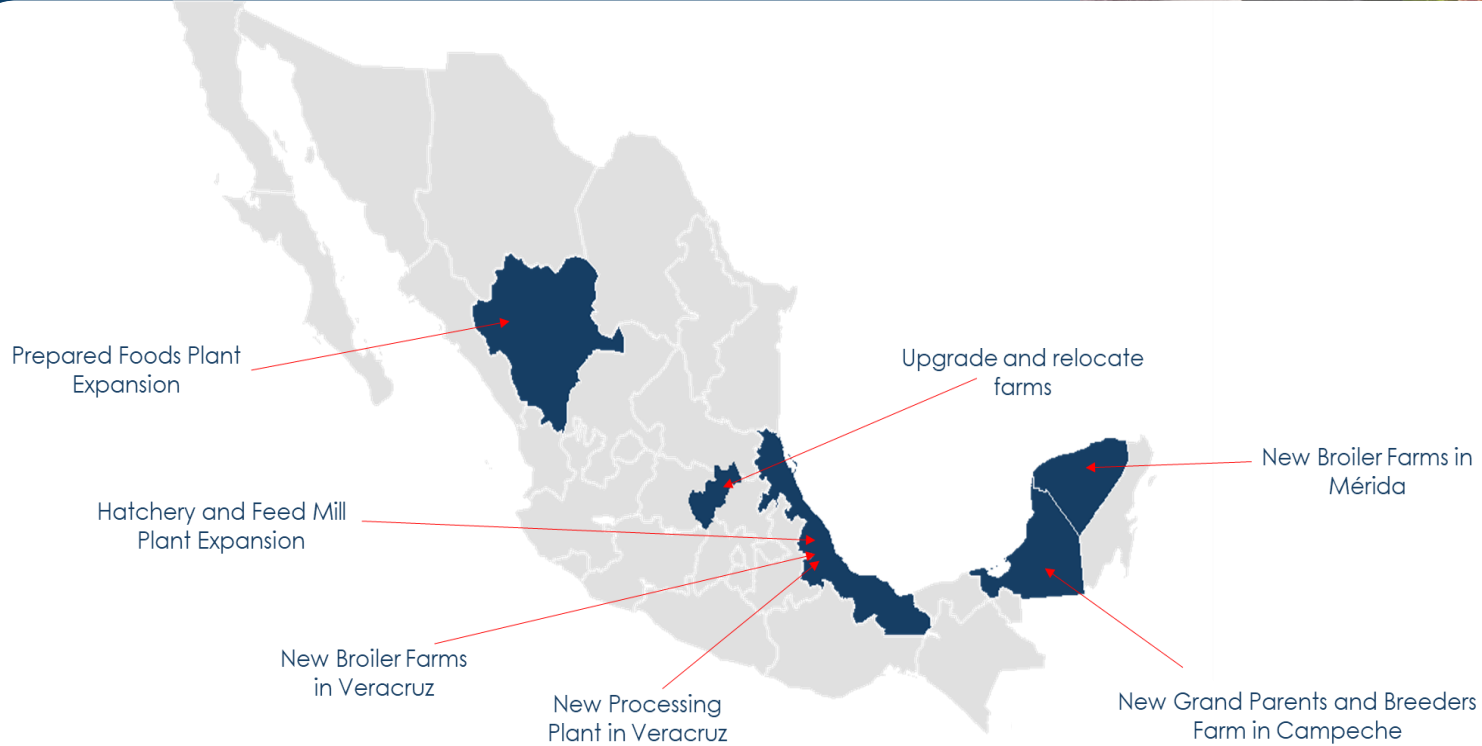 Prepared Foods Plant
Expansion
Upgrade and relocate
farms
New Broiler Farms in
Mérida
Hatchery and Feed Mill
Plant Expansion
New Broiler Farms
in Veracruz
New Processing
Plant in Veracruz
New Grand Parents and Breeders
Farm in Campeche